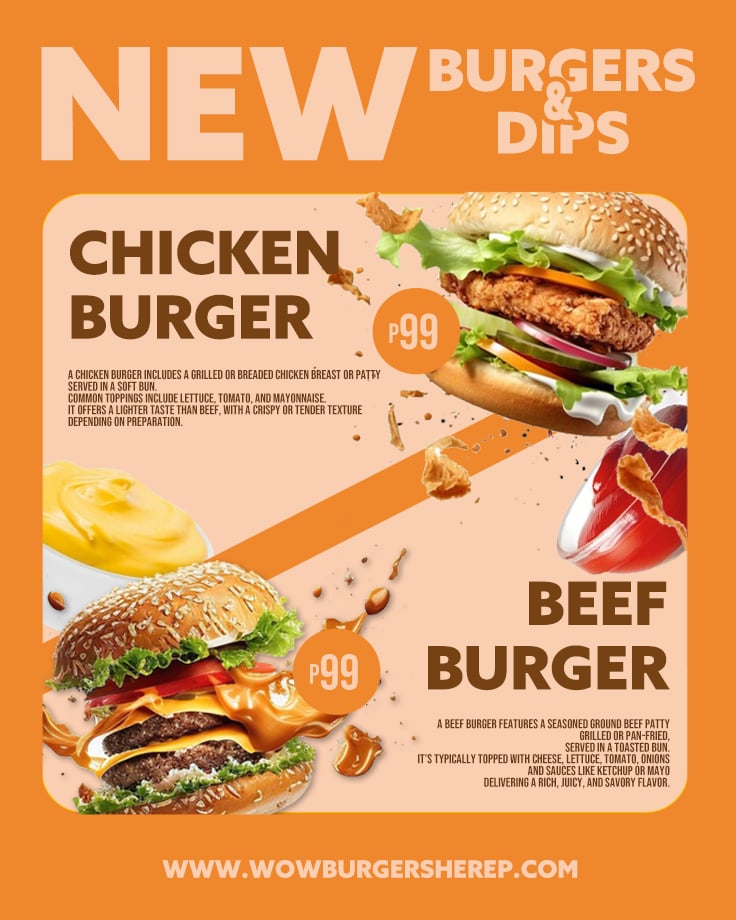 NEW
BURGERS
&
DIPS
CHICKEN
BURGER
P99
A CHICKEN BURGER INCLUDES A GRILLED OR BREADED CHICKEN BREAST OR PATTY
SERVED IN A SOFT BUN.
COMMON TOPPINGS INCLUDE LETTUCE, TOMATO, AND MAYONNAISE.
IT OFFERS A LIGHTER TASTE THAN BEEF, WITH A CRISPY OR TENDER TEXTURE
DEPENDING ON PREPARATION.
BEEF
BURGER
P99
A BEEF BURGER FEATURES A SEASONED GROUND BEEF PATTY
GRILLED OR PAN-FRIED,
SERVED IN A TOASTED BUN.
IT'S TYPICALLY TOPPED WITH CHEESE, LETTUCE, TOMATO, ONIONS
AND SAUCES LIKE KETCHUP OR MAYO
DELIVERING A RICH, JUICY, AND SAVORY FLAVOR.
WWW.WOWBURGERSHEREP.COM